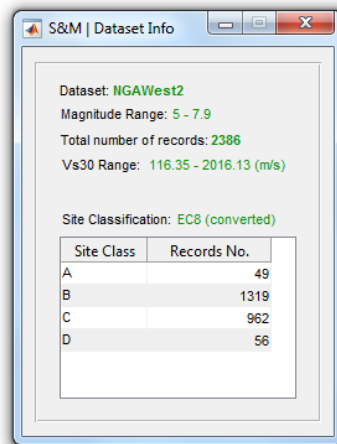 S&M | Dataset Info
Dataset: NGAWest2
Magnitude Range: 5 - 7.9
Total number of records: 2386
Vs30 Range: 116.35 - 2016.13 (m/s)
Site Classification: EC8 (converted)
Site Class Records No.
A 49
B 1319
C 962
D 56